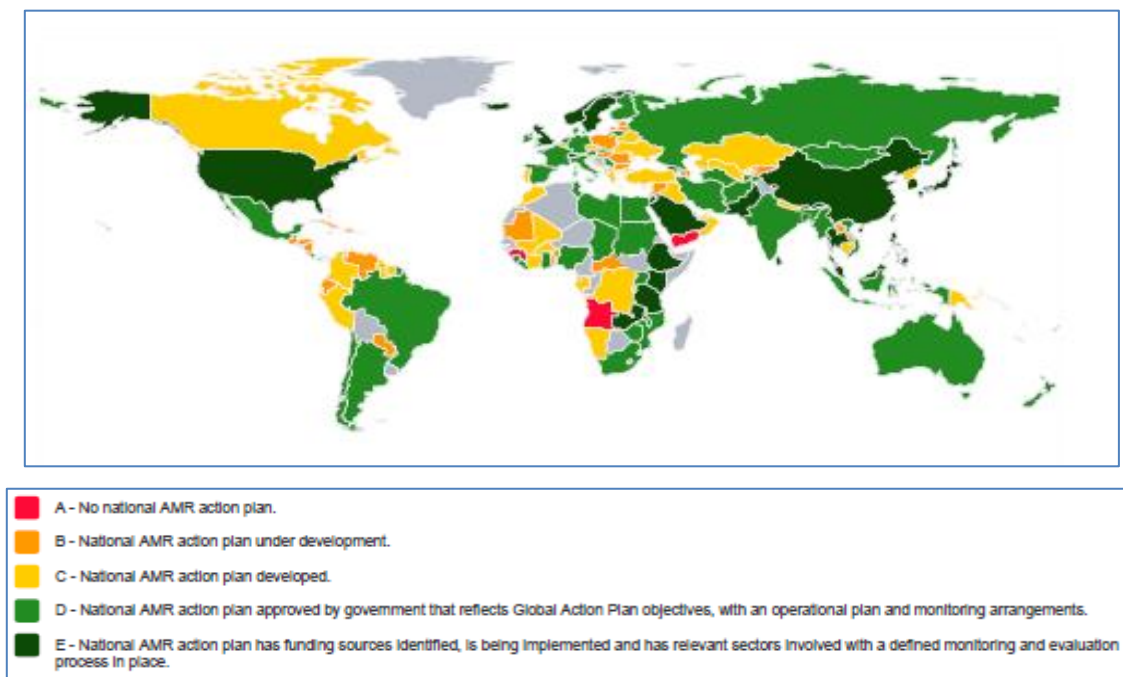 A - No national AMR action plan.
B - National AMR action plan under development.
C - National AMR action plan developed.
D - National AMR action plan approved by government that reflects Global Action Plan objectives, with an operational plan and monitoring arrangements.
E - National AMR action plan has funding sources identified, is being implemented and has relevant sectors involved with a defined monitoring and evaluation
process in place.